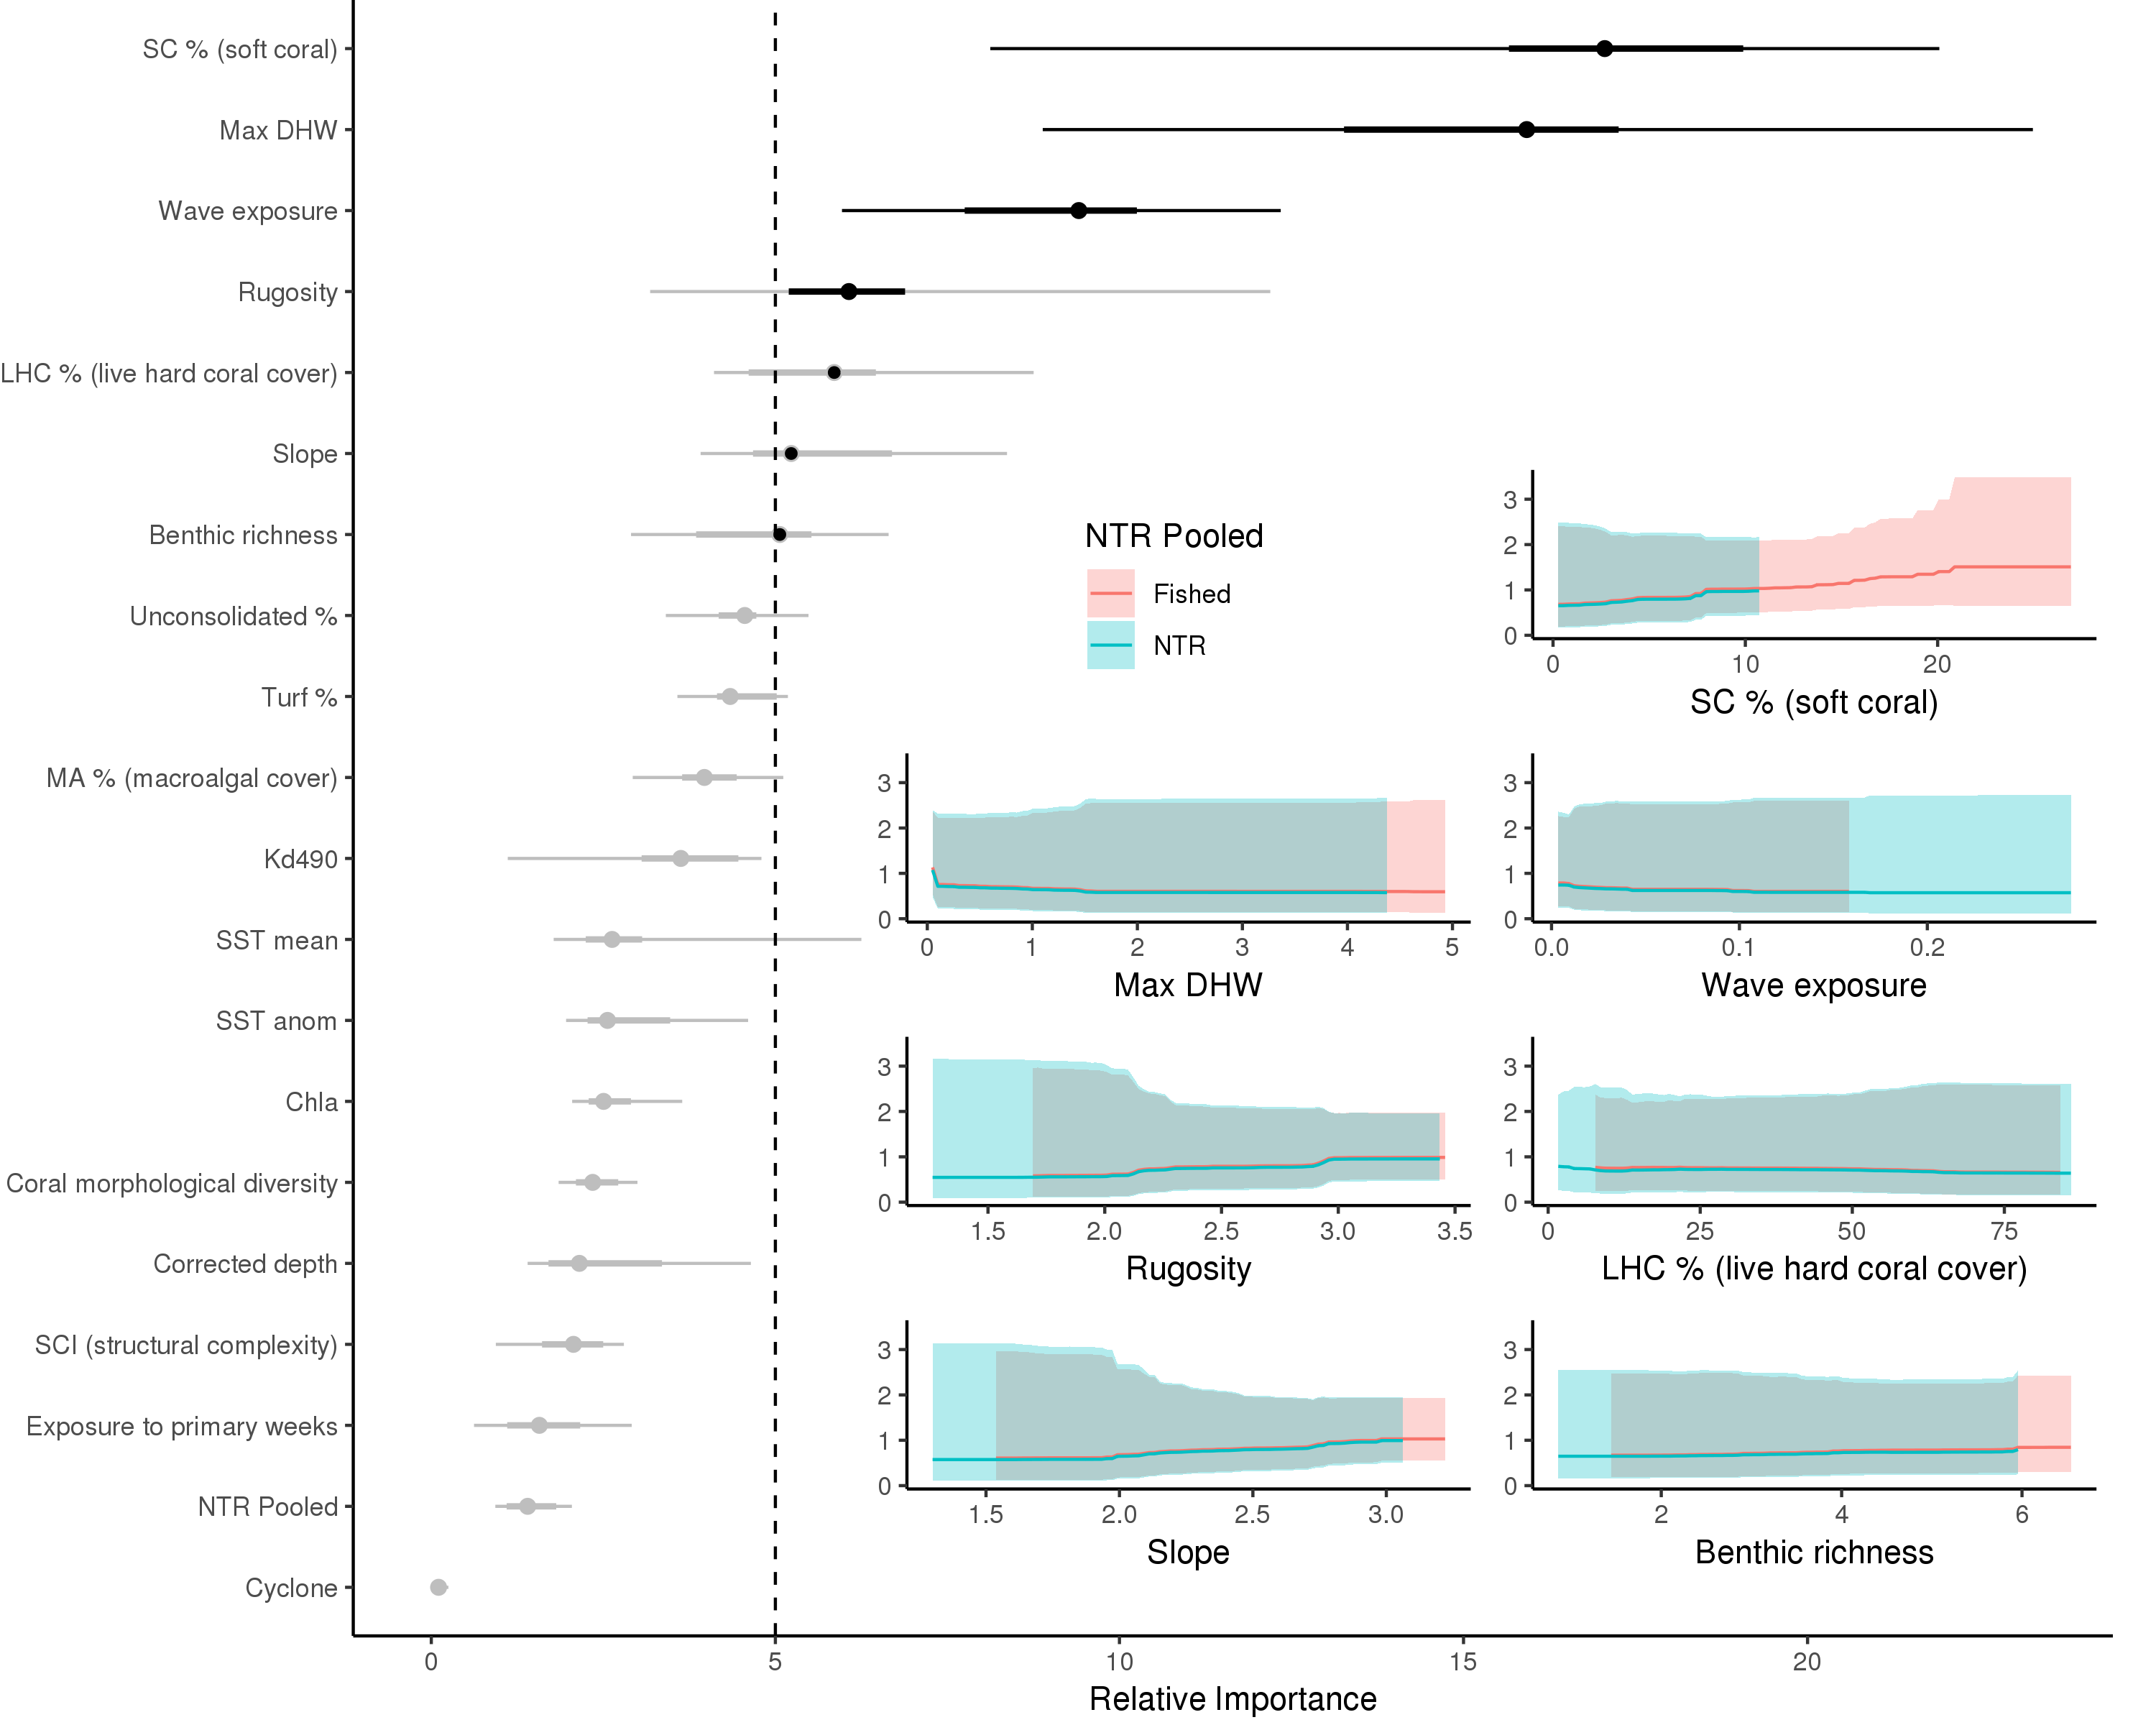 SC % (soft coral)
Max DHW
Wave exposure
Rugosity
LHC % (live hard coral cover)
Slope
Benthic richness
Unconsolidated %
Turf %
MA % (macroalgal cover)
Kd490
SST mean
SST anom
Chla
Coral morphological diversity
Corrected depth
SCI (structural complexity)
Exposure to primary weeks
NTR Pooled
Cyclone
0 5 10 15 20
Relative Importance
NTR Pooled
Fished
NTR
3
2
1
0
0 10 20
SC % (soft coral)
3
2
1
0
0 1 2 3 4 5
Max DHW
3
2
1
0
0.0 0.1 0.2
Wave exposure
3
2
1
0
1.5 2.0 2.5 3.0 3.5
Rugosity
3
2
1
0
0 25 50 75
LHC % (live hard coral cover)
3
2
1
0
1.5 2.0 2.5 3.0
Slope
3
2
1
0
2 4 6
Benthic richness